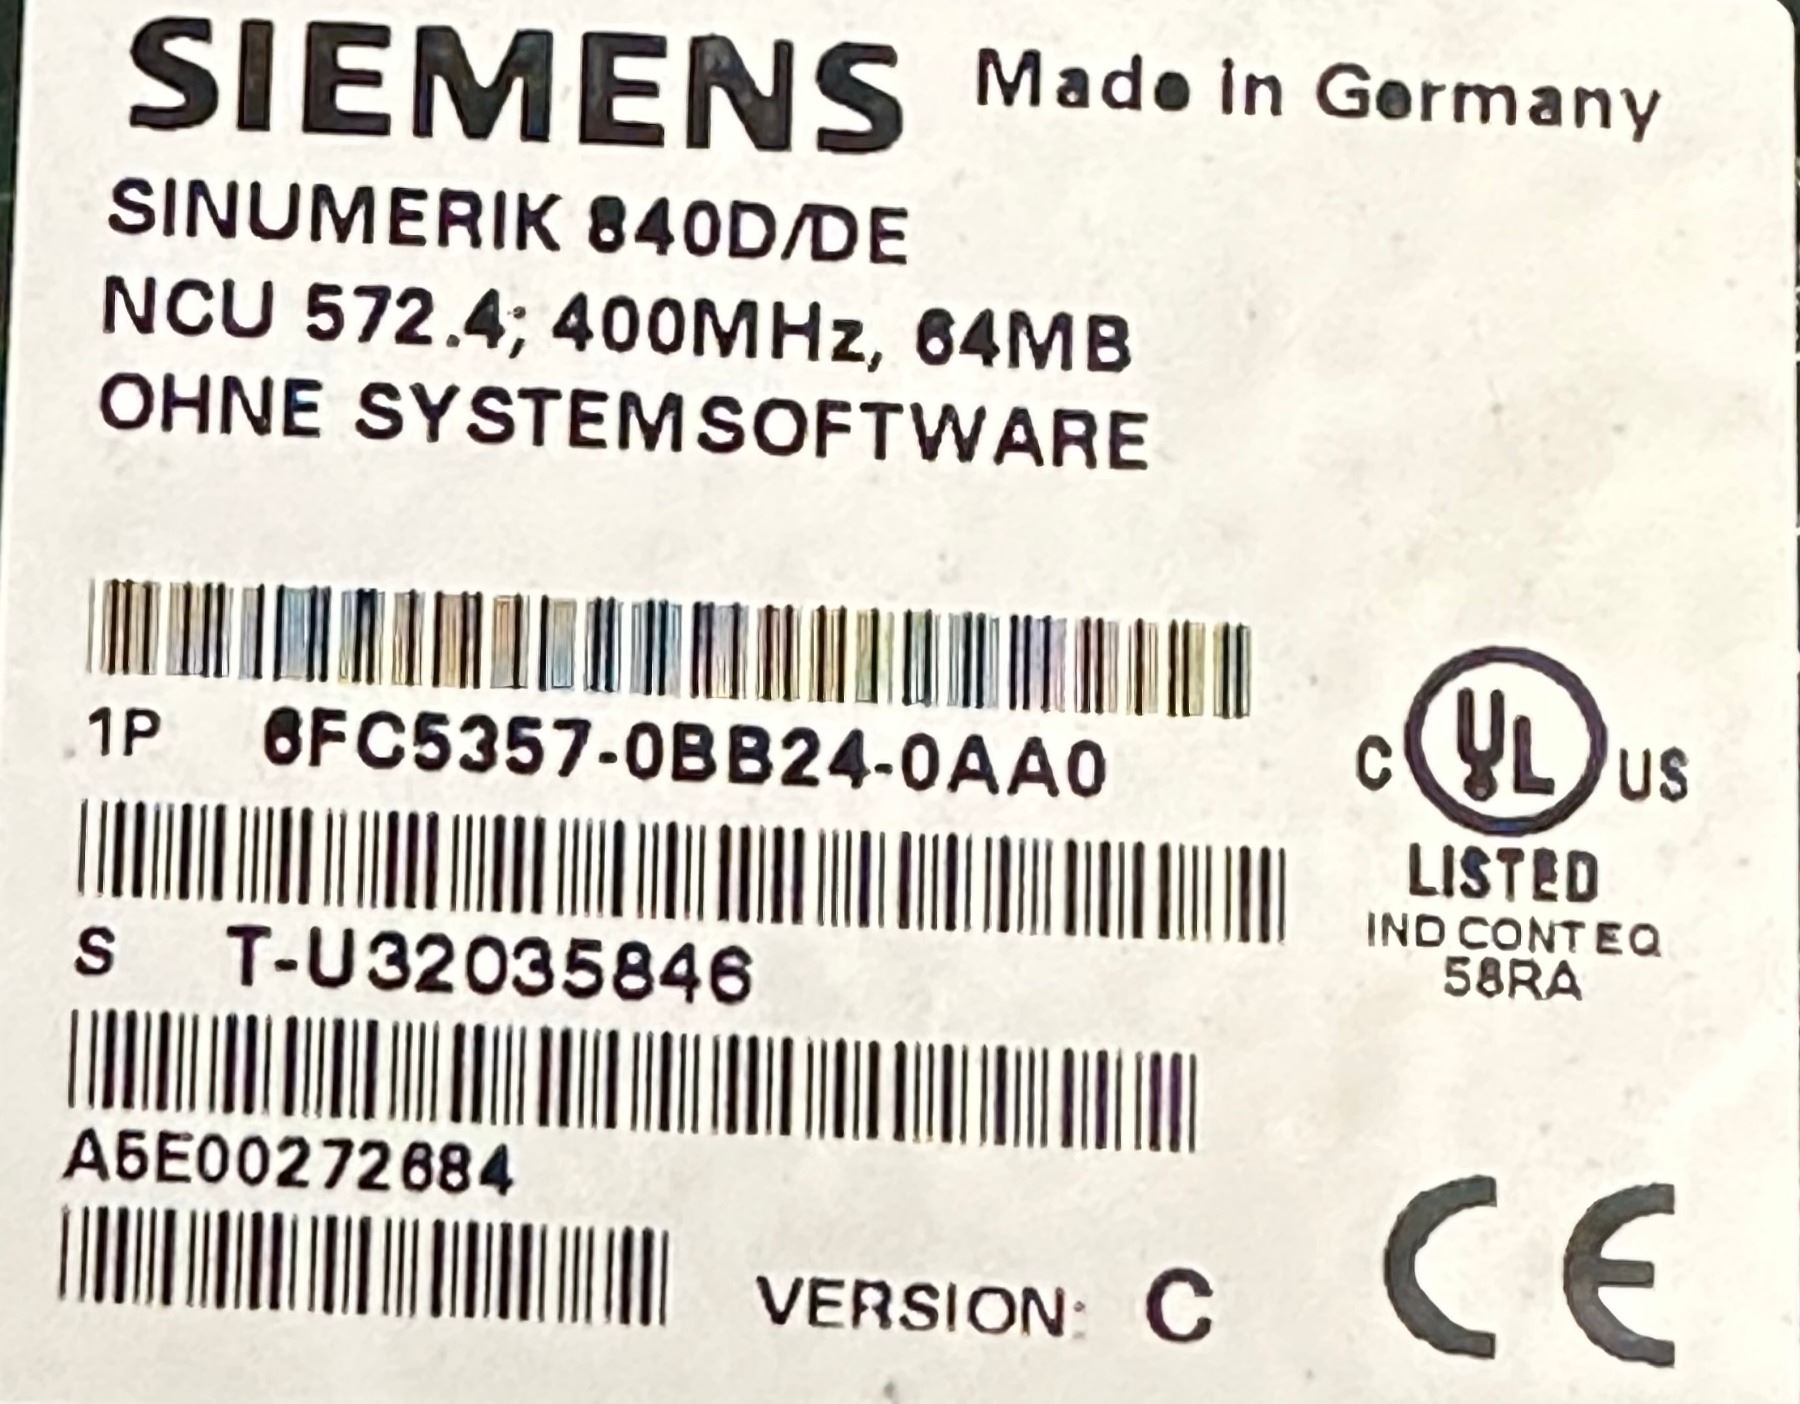 SIEMENS Made in Germany
SINUMERIK 840D/DE
NCU 572.4; 400MHz, 64MB
OHNE SYSTEMSOFTWARE
1P 6FC5357-0BB24-0AA0
S T-U32035846
A5E00272684
VERSION: C
C UL US
LISTED
IND CONT EQ
58RA
CE